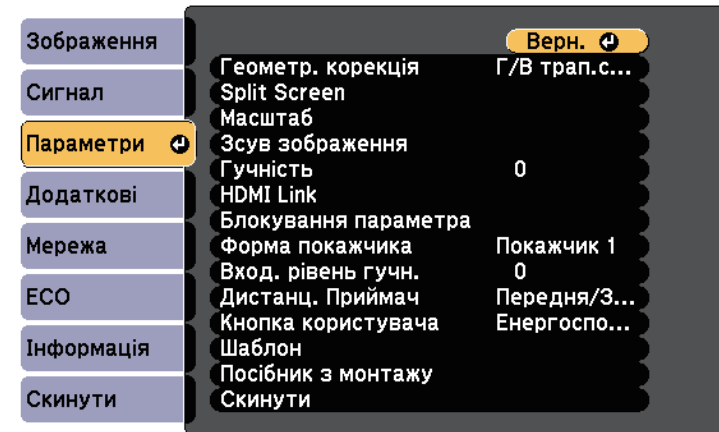 Зображення
Сигнал
Параметри
Додаткові
Мережа
ECO
Інформація
Скинути
Верн.
Геометр. корекція Г/В трап.с...
Split Screen
Масштаб
Зсув зображення
Гучність 0
HDMI Link
Блокування параметра
Форма покажчика Покажчик 1
Вход. рівень гучн. 0
Дистанц. Приймач Передня/З...
Кнопка користувача Енергоспо...
Шаблон
Посібник з монтажу
Скинути